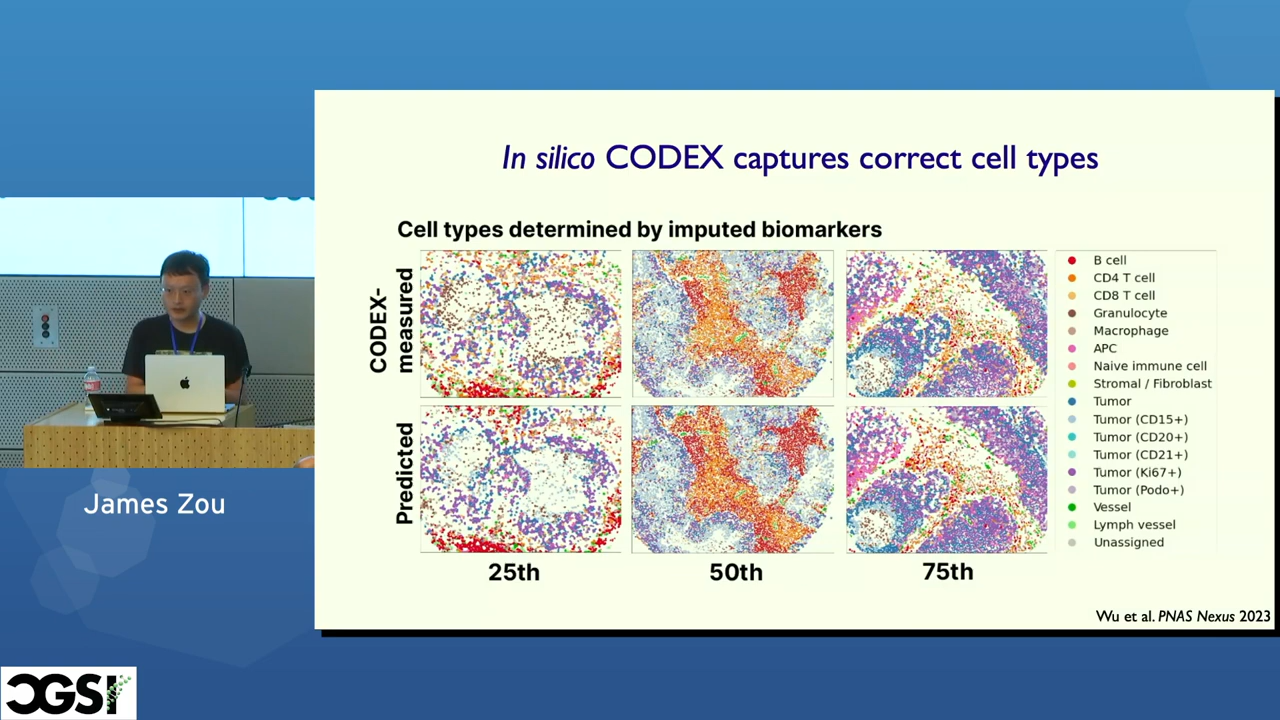 In silico CODEX captures correct cell types
Cell types determined by imputed biomarkers
CODEX-
measured
Predicted
25th
50th
75th
B cell
CD4 T cell
CD8 T cell
Granulocyte
Macrophage
APC
Naive immune cell
Stromal / Fibroblast
Tumor
Tumor (CD15+)
Tumor (CD20+)
Tumor (CD21+)
Tumor (Ki67+)
Tumor (Podo+)
Vessel
Lymph vessel
Unassigned
Wu et al. PNAS Nexus 2023
James Zou
CGSI